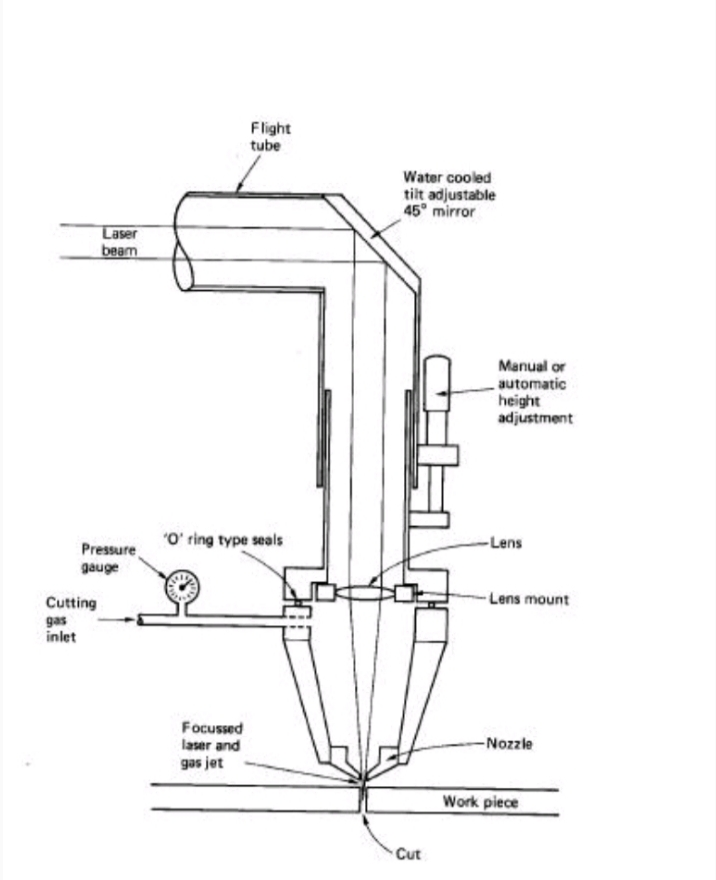 Flight
tube
Water cooled
tilt adjustable
45° mirror
Laser
beam
Manual or
automatic
height
adjustment
'O' ring type seals
Pressure
gauge
Lens
Cutting
gas
inlet
Lens mount
Focussed
laser and
gas jet
Nozzle
Work piece
Cut